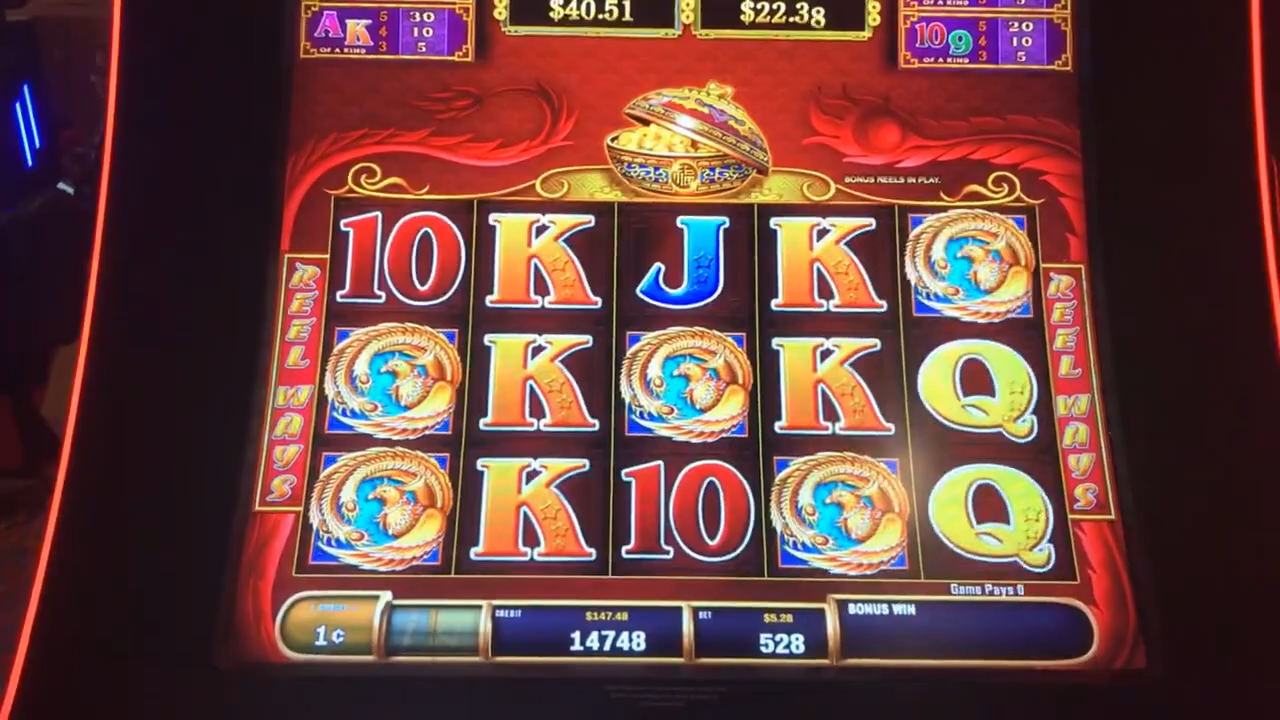 $40.51
$22.38
A K
OF A KIND
5 30
4 10
3 5
10 9
OF A KIND
5 20
4 10
3 5
BONUS REELS IN PLAY.
10 K J K
K K Q
K 10 Q
REEL WAYS
REEL WAYS
Game Pays 0
1¢
CREDIT
$147.48
14748
BET
$5.28
528
BONUS WIN